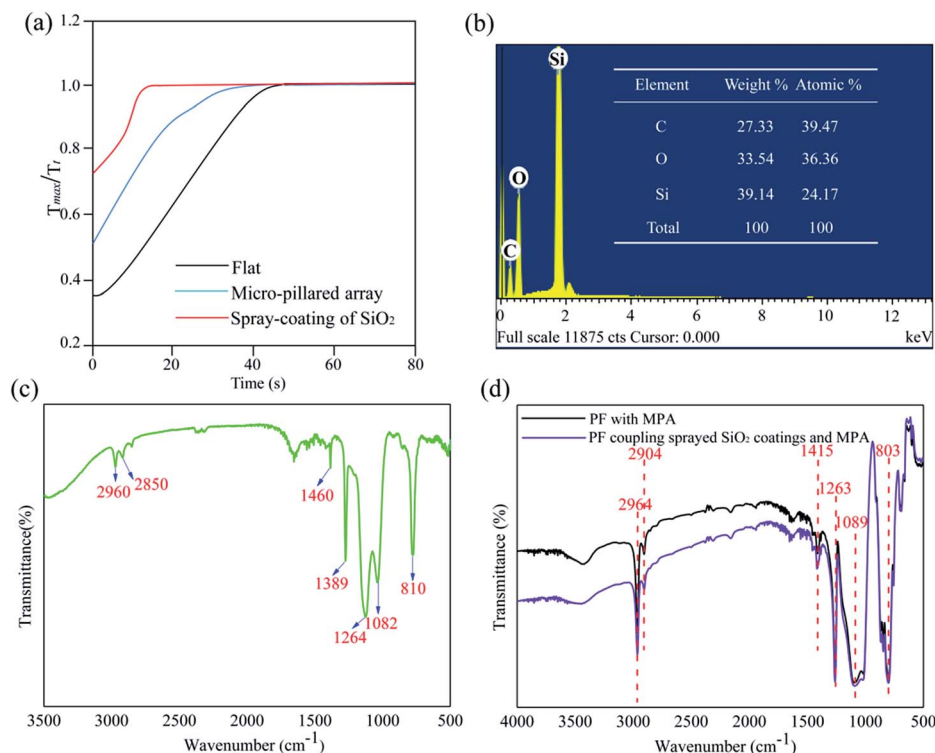 (a)
1.2
1.0
0.8
0.6
0.4
0.2
Tmax/Tt
Flat
Micro-pillared array
Spray-coating of SiO₂
0 20 40 60 80
Time (s)
(b)
Si
O
C
Element Weight % Atomic %
C 27.33 39.47
O 33.54 36.36
Si 39.14 24.17
Total 100 100
0 2 4 6 8 10 12
Full scale 11875 cts Cursor: 0.000 keV
(c)
Transmittance(%)
2960 2850
1460
1389
1264
1082
810
3500 3000 2500 2000 1500 1000 500
Wavenumber (cm⁻¹)
(d)
Transmittance (%)
PF with MPA
PF coupling sprayed SiO₂ coatings and MPA
2904
2964
1415
1263
1089
803
4000 3500 3000 2500 2000 1500 1000 500
Wavenumber (cm⁻¹)